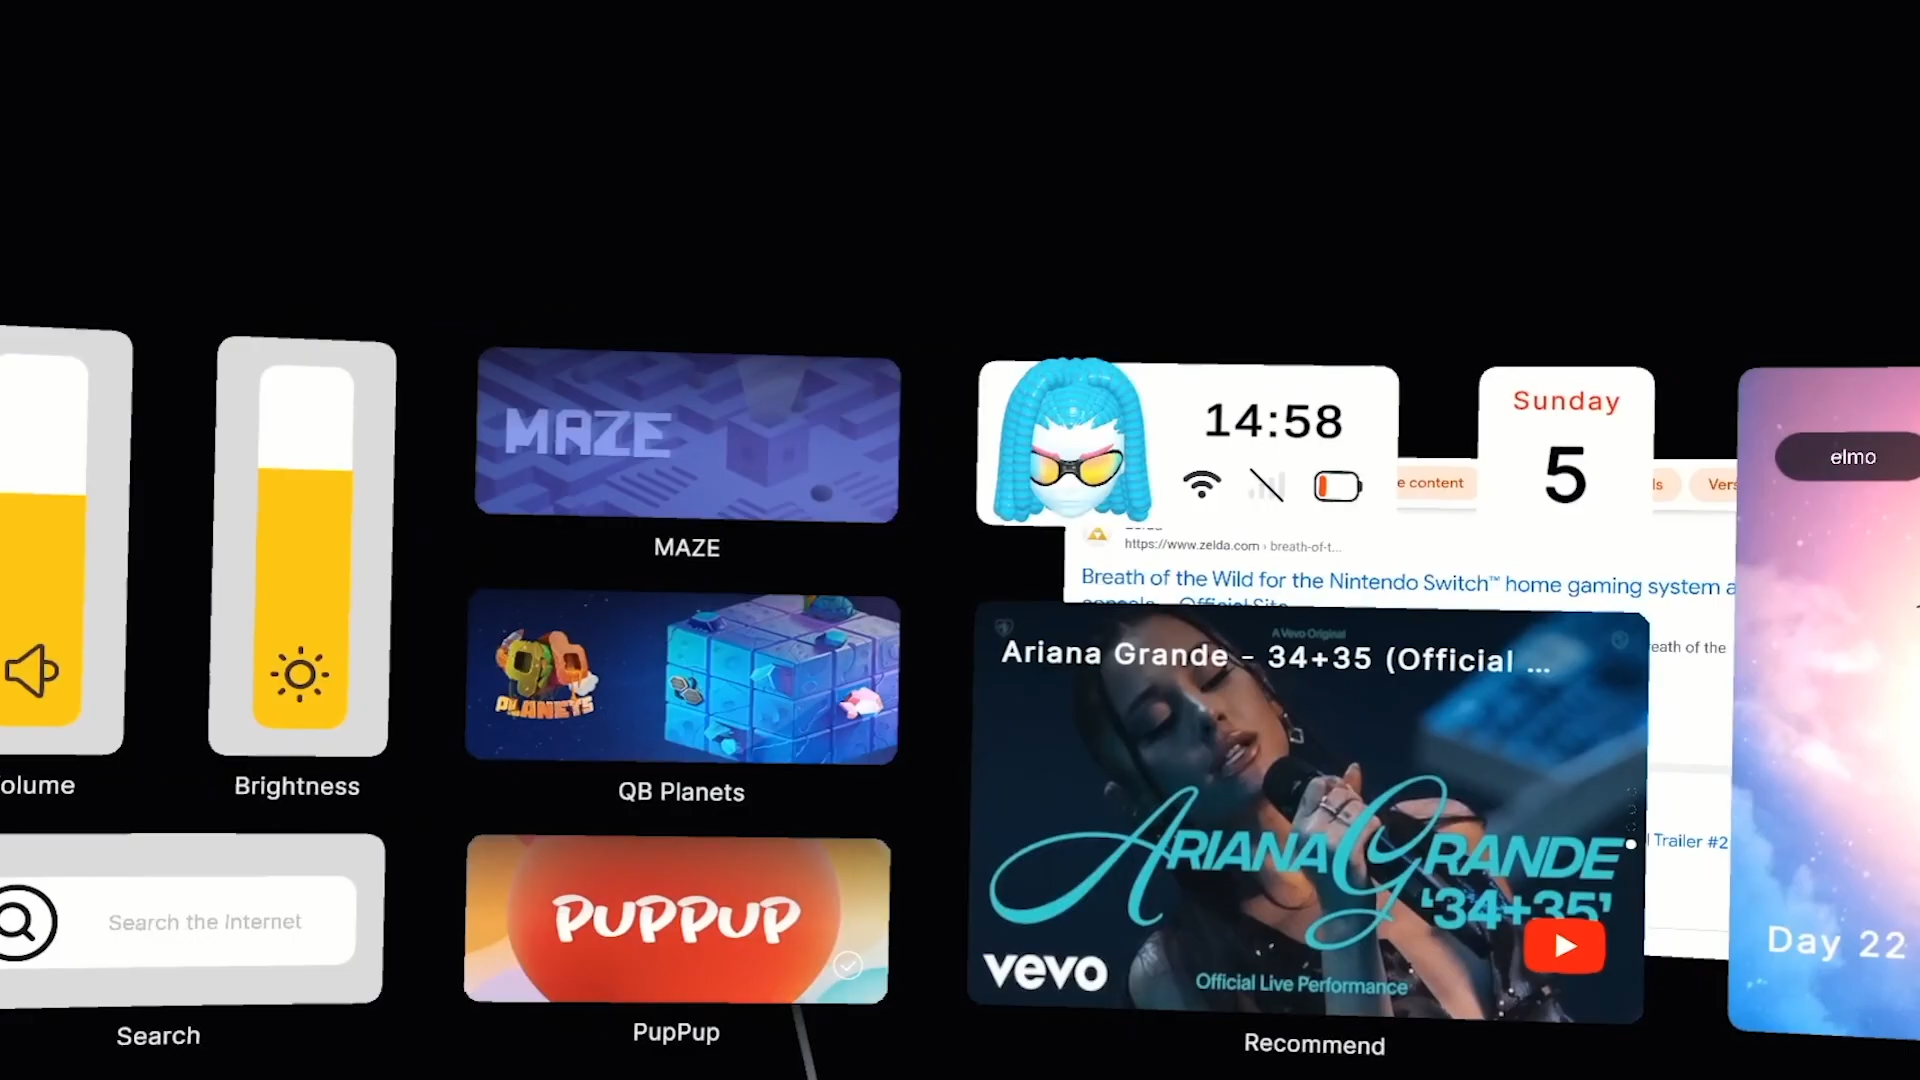 olume
Brightness
Search the Internet
Search
MAZE
MAZE
PLANETS
QB Planets
PUPPUP
PupPup
14:58
Sunday
5
e content
ls
Vers
https://www.zelda.com › breath-of-t...
Breath of the Wild for the Nintendo Switch™ home gaming system a
Official Site
eath of the
Trailer #2
A Vevo Original
Ariana Grande - 34+35 (Official ...
ARIANA GRANDE
'34+35'
vevo
Official Live Performance
Recommend
elmo
Day 22